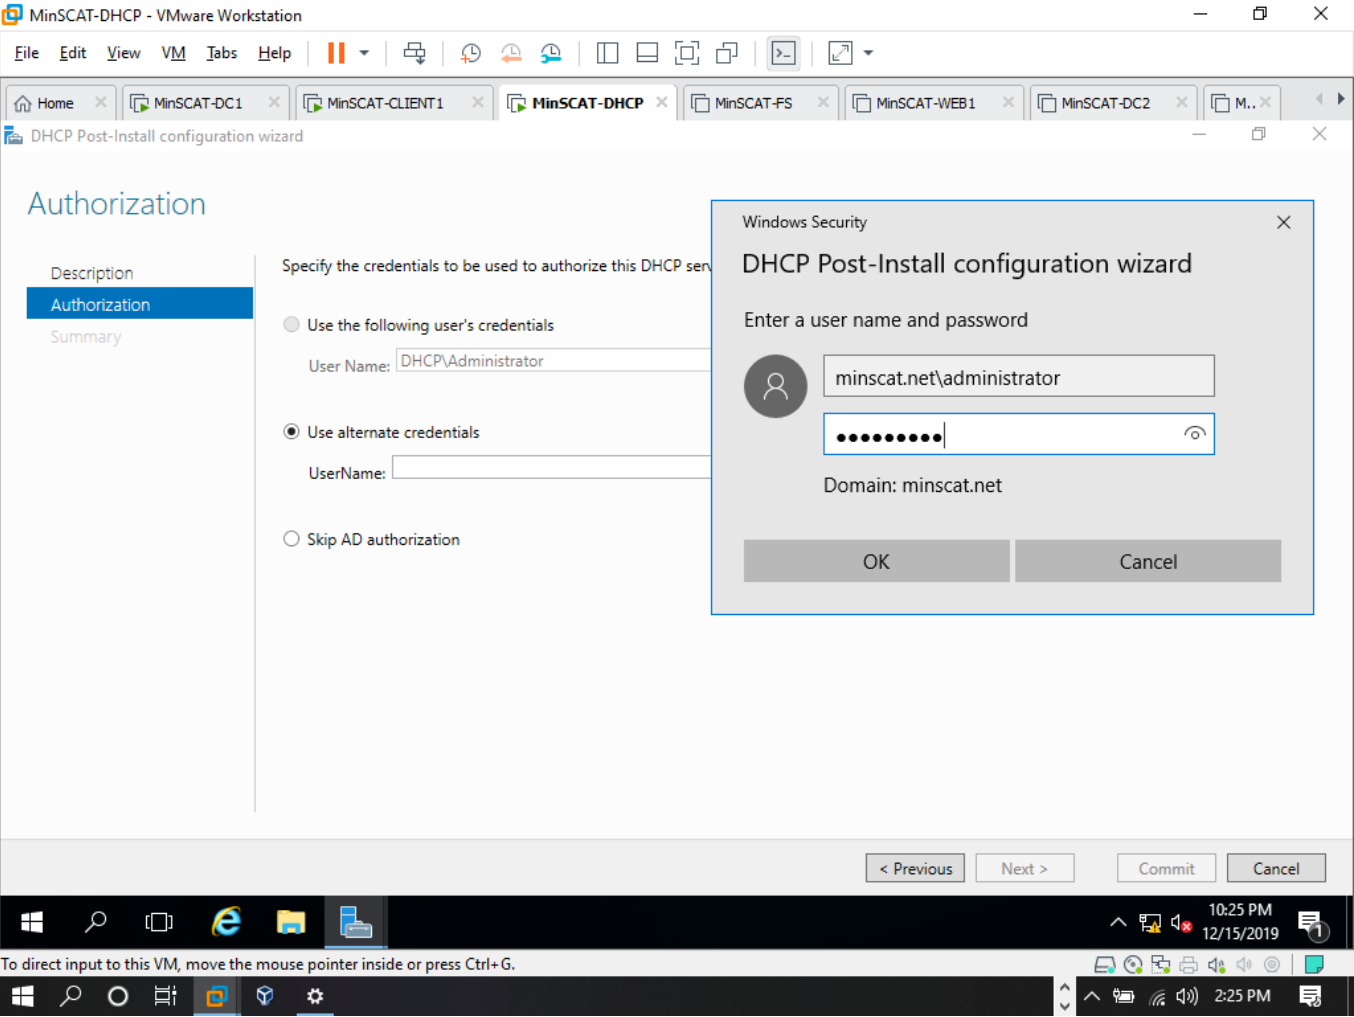 MinSCAT-DHCP - VMware Workstation
File Edit View VM Tabs Help
Home MinSCAT-DC1 MinSCAT-CLIENT1 MinSCAT-DHCP MinSCAT-FS MinSCAT-WEB1 MinSCAT-DC2 M..
DHCP Post-Install configuration wizard
Authorization
Description
Authorization
Summary
Specify the credentials to be used to authorize this DHCP serv
Use the following user's credentials
User Name: DHCP\Administrator
Use alternate credentials
UserName:
Skip AD authorization
Windows Security
DHCP Post-Install configuration wizard
Enter a user name and password
minscat.net\administrator
Domain: minscat.net
OK Cancel
< Previous Next > Commit Cancel
10:25 PM
12/15/2019
1
To direct input to this VM, move the mouse pointer inside or press Ctrl+G.
2:25 PM